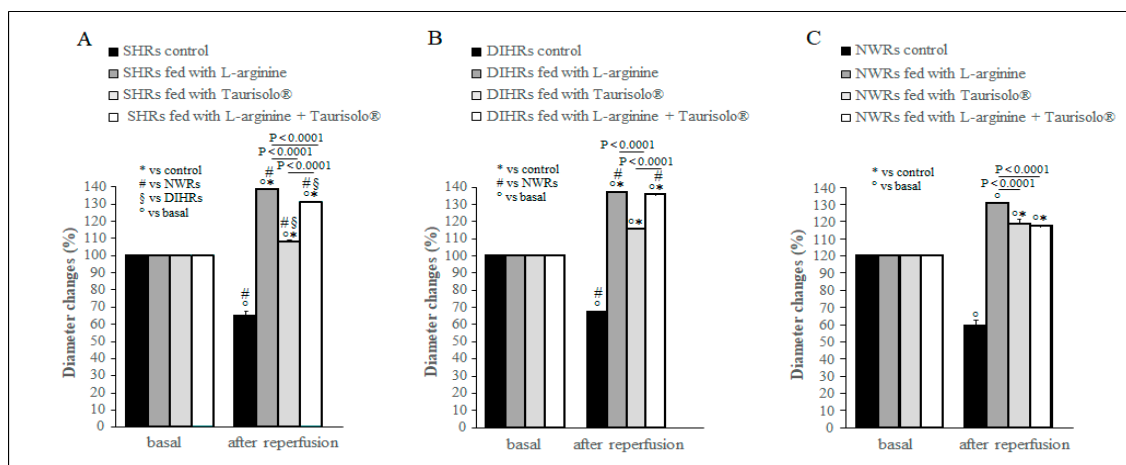 A
■ SHRs control
SHRs fed with L-arginine
SHRs fed with Taurisolo®
SHRs fed with L-arginine + Taurisolo®
P < 0.0001
P < 0.0001
P < 0.0001
* vs control
# vs NWRs
§ vs DIHRs
° vs basal
#
°*
#§
°*
#§
°*
#
°
Diameter changes (%)
140
130
120
110
100
90
80
70
60
50
40
30
20
10
0
basal
after reperfusion
B
DIHRs control
DIHRs fed with L-arginine
DIHRs fed with Taurisolo®
DIHRs fed with L-arginine + Taurisolo®
P < 0.0001
P < 0.0001
* vs control
# vs NWRs
° vs basal
#
°*
°*
#
°*
#
°
Diameter changes (%)
140
130
120
110
100
90
80
70
60
50
40
30
20
10
0
basal
after reperfusion
C
NWRs control
NWRs fed with L-arginine
NWRs fed with Taurisolo®
NWRs fed with L-arginine + Taurisolo®
P < 0.0001
P < 0.0001
* vs control
° vs basal
°
°*
°*
°
Diameter changes (%)
140
130
120
110
120
90
80
70
60
50
40
30
20
10
0
basal
after reperfusion